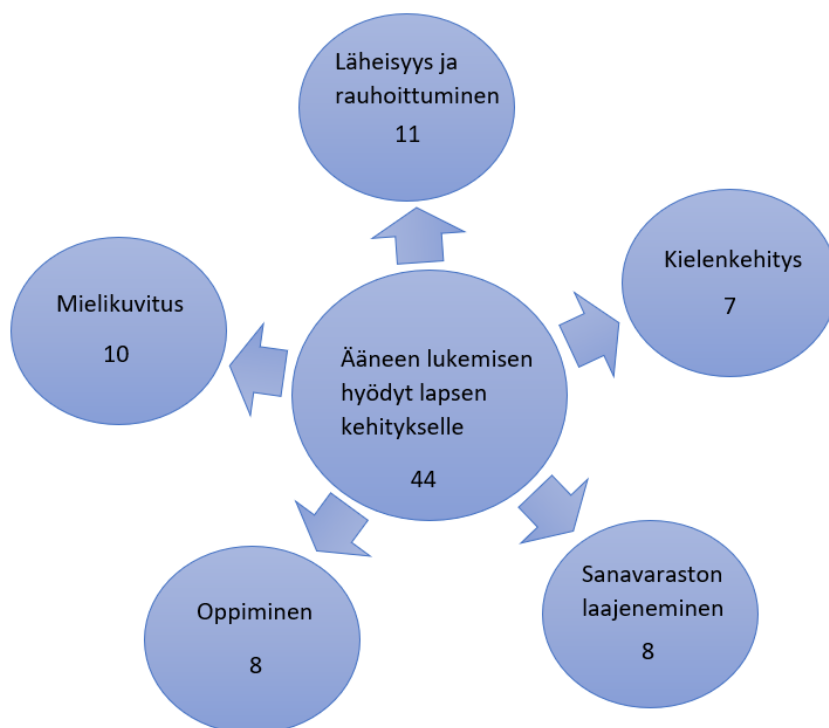 Läheisyys ja
rauhoittuminen
11
Kielenkehitys
7
Mielikuvitus
10
Ääneen lukemisen
hyödyt lapsen
kehitykselle
44
Sanavaraston
laajeneminen
8
Oppiminen
8